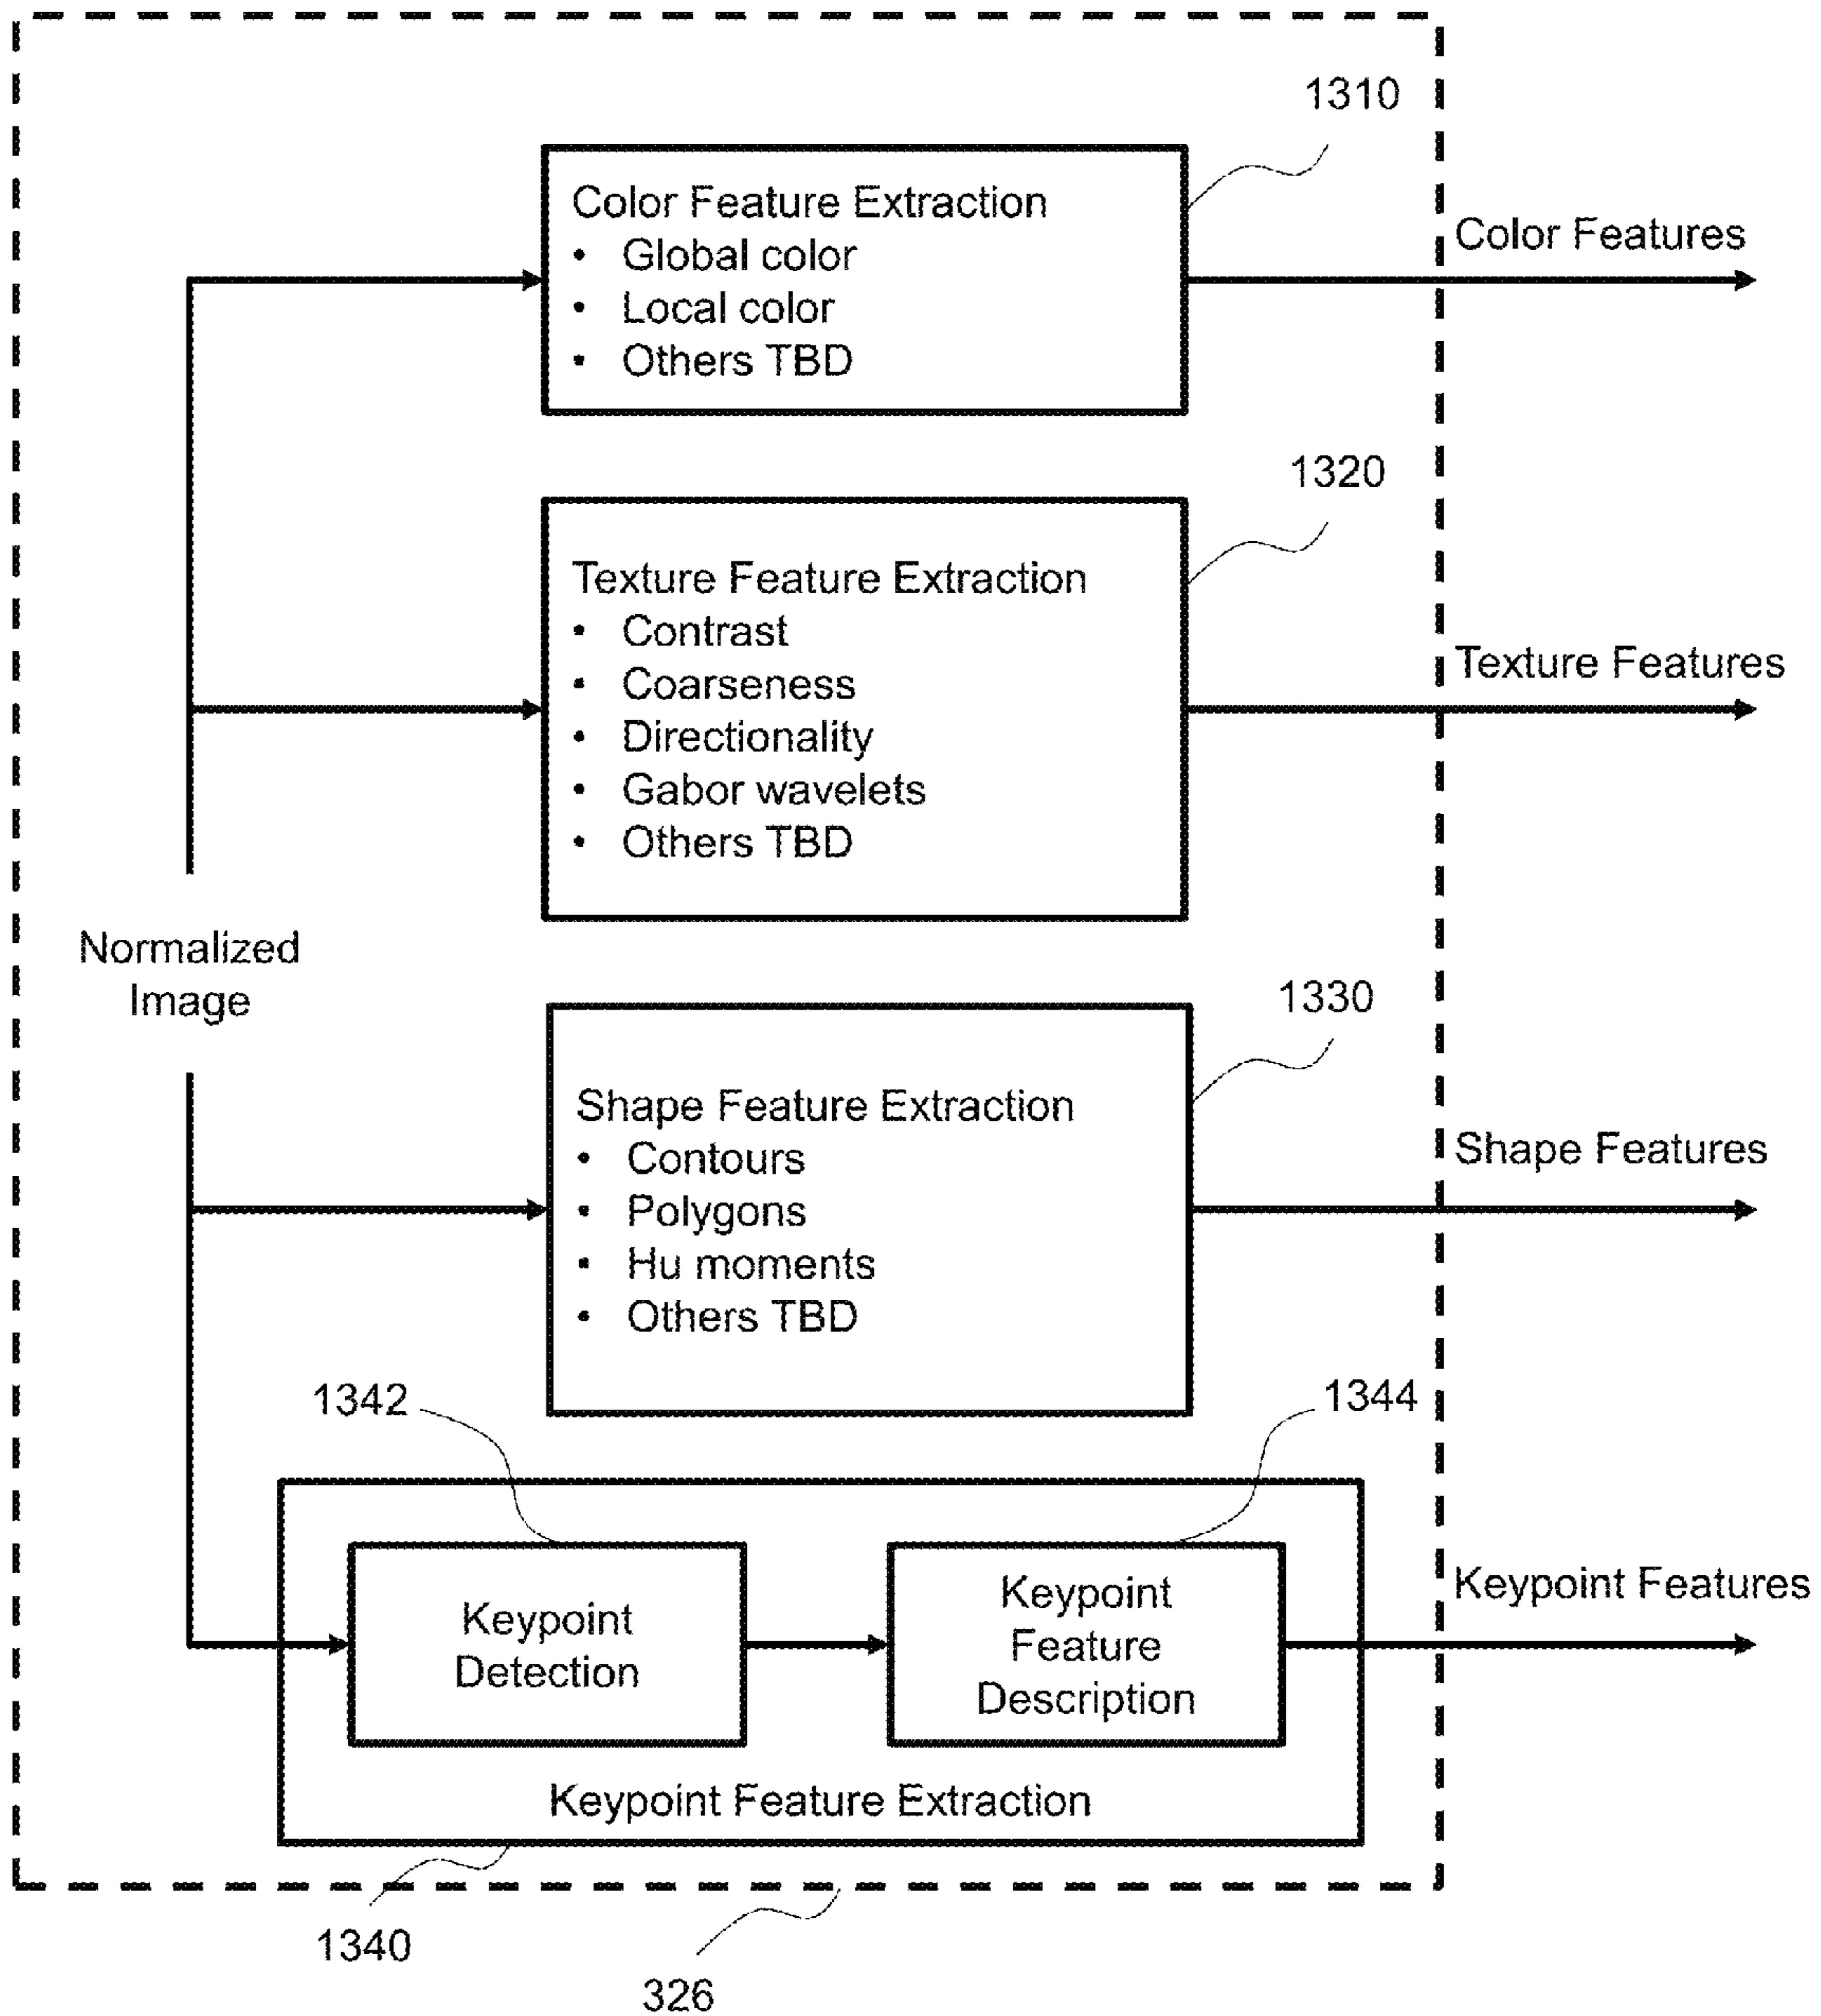 1310
Color Feature Extraction
• Global color
• Local color
• Others TBD
Color Features
1320
Texture Feature Extraction
• Contrast
• Coarseness
• Directionality
• Gabor wavelets
• Others TBD
Texture Features
Normalized
Image
1330
Shape Feature Extraction
• Contours
• Polygons
• Hu moments
• Others TBD
Shape Features
1342
1344
Keypoint
Detection
Keypoint
Feature
Description
Keypoint Features
Keypoint Feature Extraction
1340
326